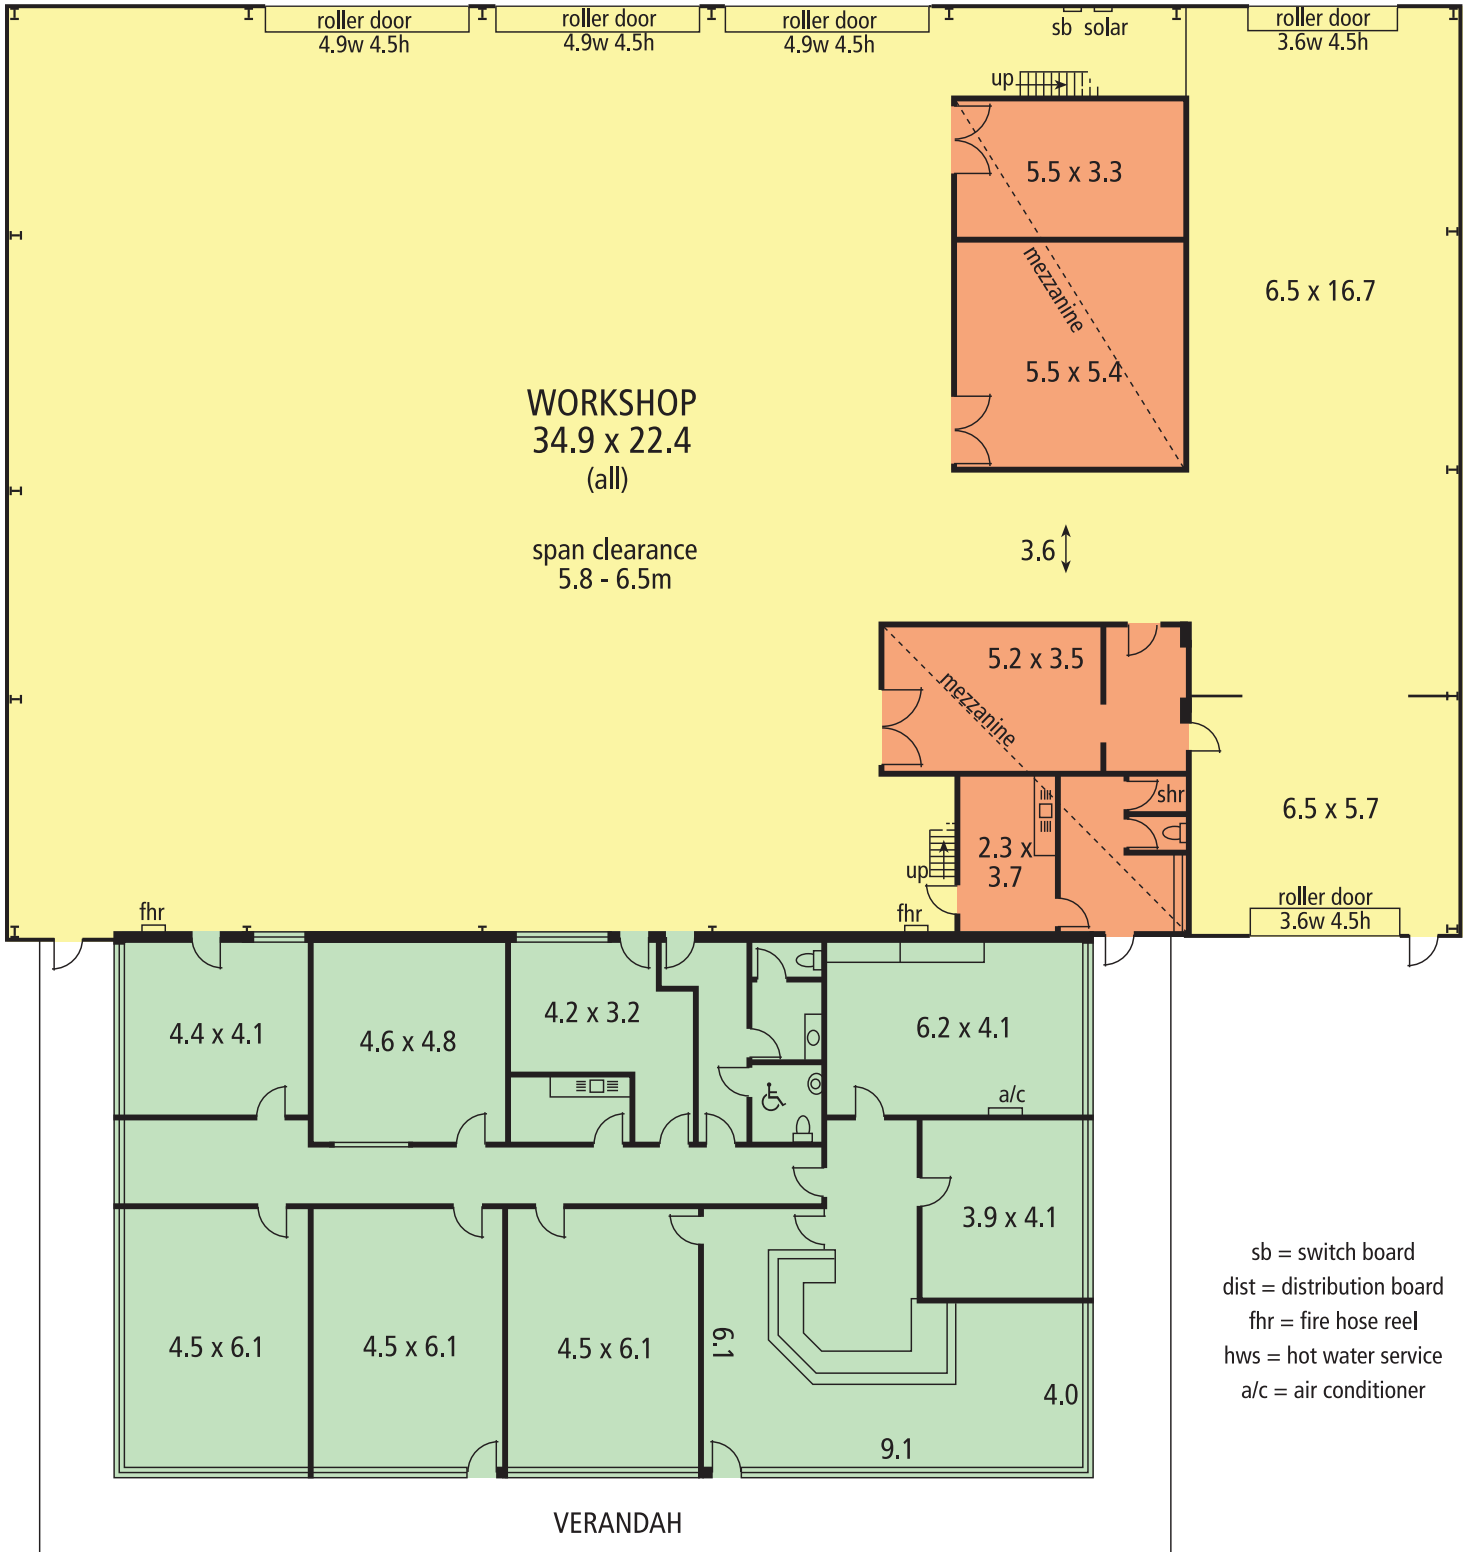 roller door
4.9w 4.5h
roller door
4.9w 4.5h
roller door
4.9w 4.5h
sb solar
roller door
3.6w 4.5h
up
5.5 x 3.3
mezzanine
5.5 x 5.4
6.5 x 16.7
WORKSHOP
34.9 x 22.4
(all)
span clearance
5.8 - 6.5m
3.6
5.2 x 3.5
mezzanine
shr
6.5 x 5.7
2.3 x
3.7
up
fhr
fhr
roller door
3.6w 4.5h
4.4 x 4.1
4.6 x 4.8
4.2 x 3.2
6.2 x 4.1
a/c
3.9 x 4.1
4.5 x 6.1
4.5 x 6.1
4.5 x 6.1
6.1
4.0
9.1
sb = switch board
dist = distribution board
fhr = fire hose reel
hws = hot water service
a/c = air conditioner
VERANDAH